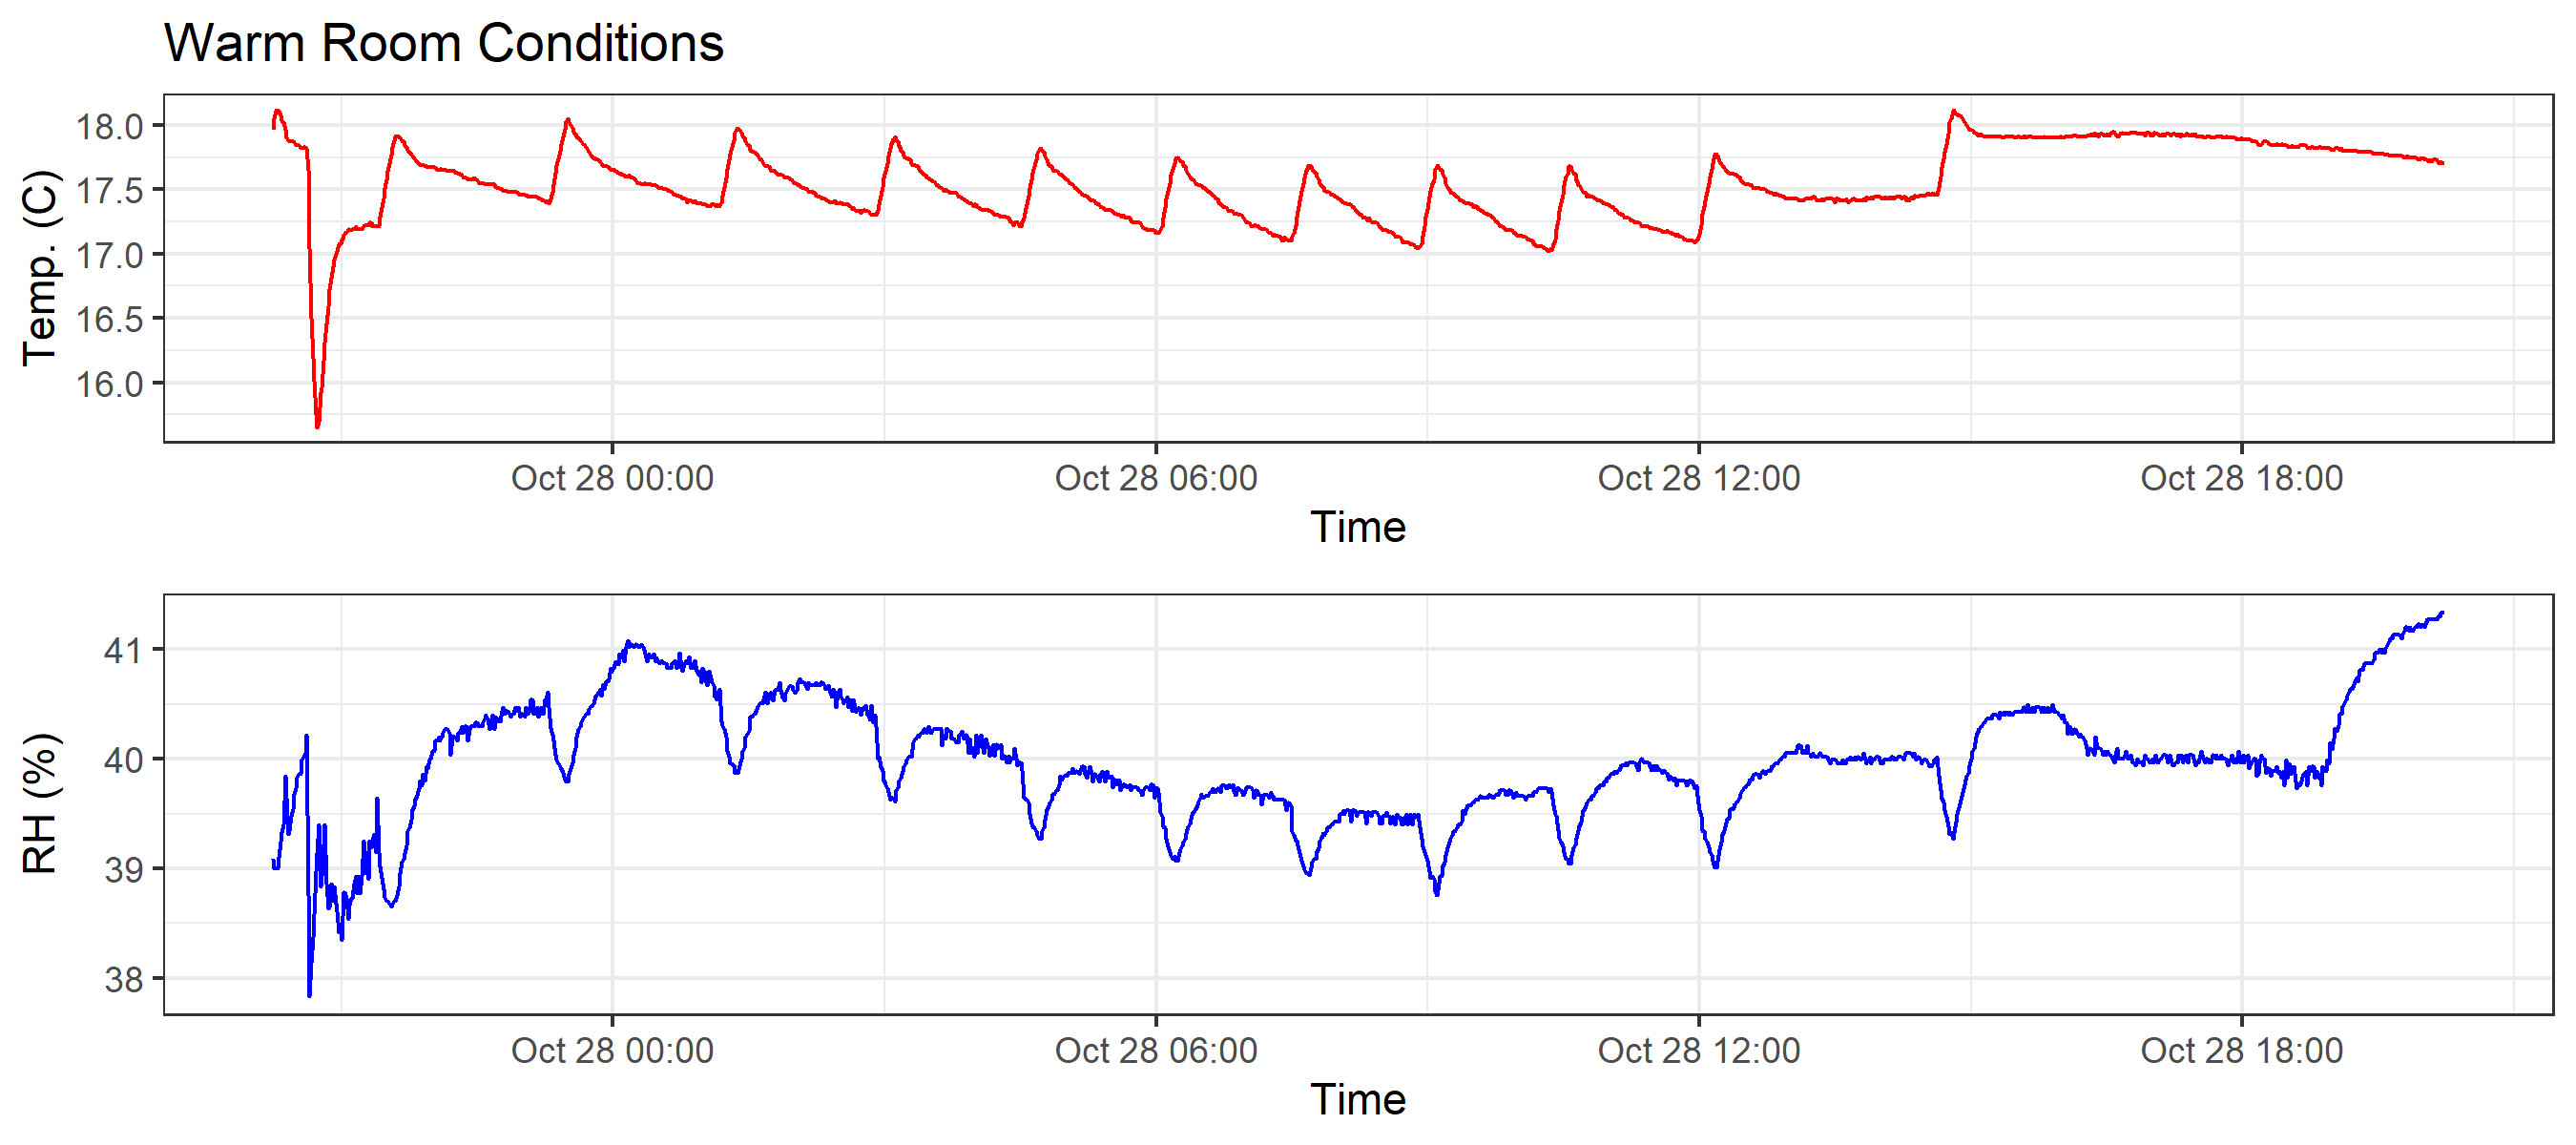 Warm Room Conditions
Temp. (C)
18.0
17.5
17.0
16.5
16.0
Oct 28 00:00 Oct 28 06:00 Oct 28 12:00 Oct 28 18:00
Time
RH (%)
41
40
39
38
Oct 28 00:00 Oct 28 06:00 Oct 28 12:00 Oct 28 18:00
Time